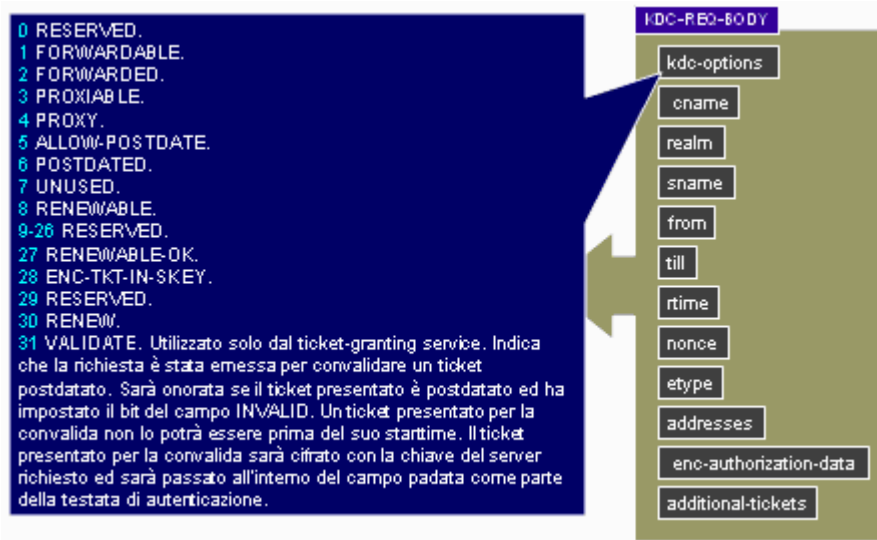 0 RESERVED.
1 FORWARDABLE.
2 FORWARDED.
3 PROXIABLE.
4 PROXY.
5 ALLOW-POSTDATE.
6 POSTDATED.
7 UNUSED.
8 RENEWABLE.
9-26 RESERVED.
27 RENEWABLE-OK.
28 ENC-TKT-IN-SKEY.
29 RESERVED.
30 RENEW.
31 VALIDATE. Utilizzato solo dal ticket-granting service. Indica
che la richiesta è stata emessa per convalidare un ticket
postdatato. Sarà onorata se il ticket presentato è postdatato ed ha
impostato il bit del campo INVALID. Un ticket presentato per la
convalida non lo potrà essere prima del suo starttime. Il ticket
presentato per la convalida sarà cifrato con la chiave del server
richiesto ed sarà passato all'interno del campo padata come parte
della testata di autenticazione.
KDC-REQ-BODY
kdc-options
cname
realm
sname
from
till
rtime
nonce
etype
addresses
enc-authorization-data
additional-tickets